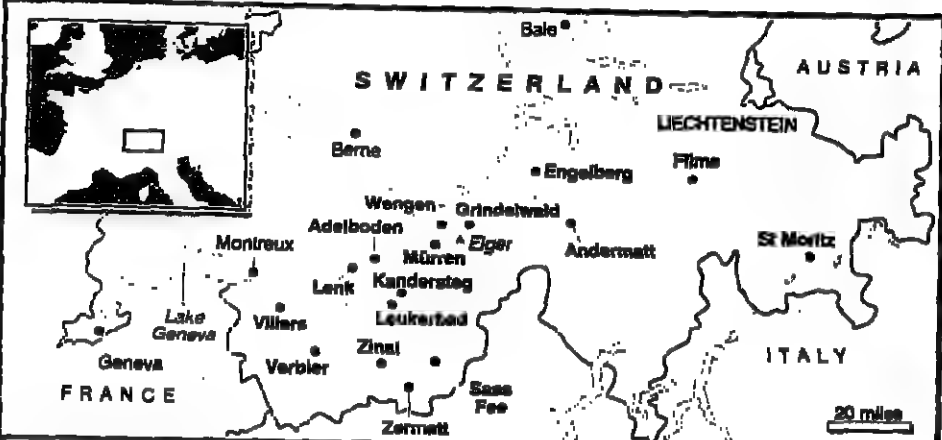 Bale
SWITZERLAND
AUSTRIA
LIECHTENSTEIN
Berne
Engelberg
Flims
Wengen
Grindelwald
Adelboden
Eiger
Montreux
Mürren
Andermatt
St Moritz
Lenk
Kandersteg
Lake
Geneva
Villars
Leukerbad
Geneva
Verbier
Zinal
ITALY
FRANCE
Saas
Fee
20 miles
Zermatt